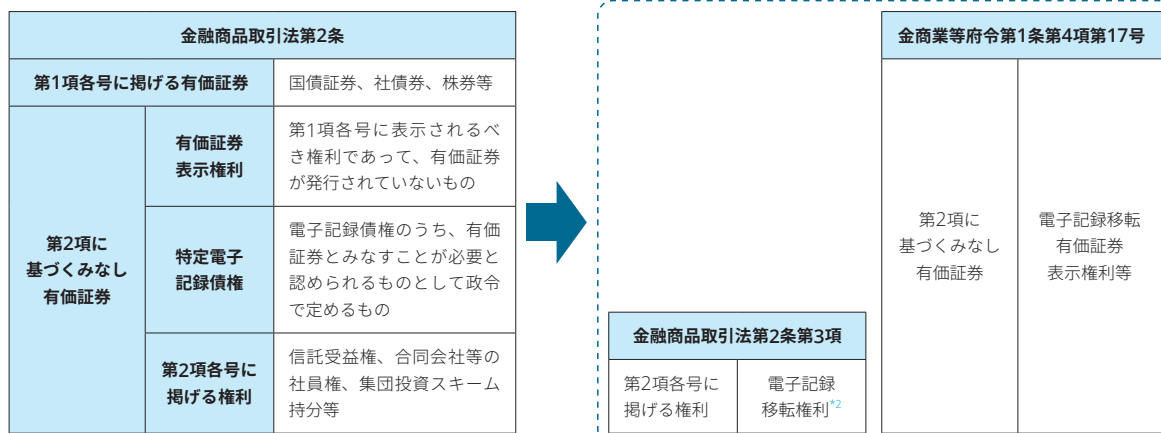 金融商品取引法第2条
第1項各号に掲げる有価証券
国債証券、社債券、株券等
第2項に
基づくみなし
有価証券
有価証券
表示権利
第1項各号に表示されるべ
き権利であって、有価証券
が発行されていないもの
特定電子
記録債権
電子記録債権のうち、有価
証券とみなすことが必要と
認められるものとして政令
で定めるもの
第2項各号に
掲げる権利
信託受益権、合同会社等の
社員権、集団投資スキーム
持分等
金融商品取引法第2条第3項
第2項各号に
掲げる権利
電子記録
移転権利*2
金商業等府令第1条第4項第17号
第2項に
基づくみなし
有価証券
電子記録移転
有価証券
表示権利等